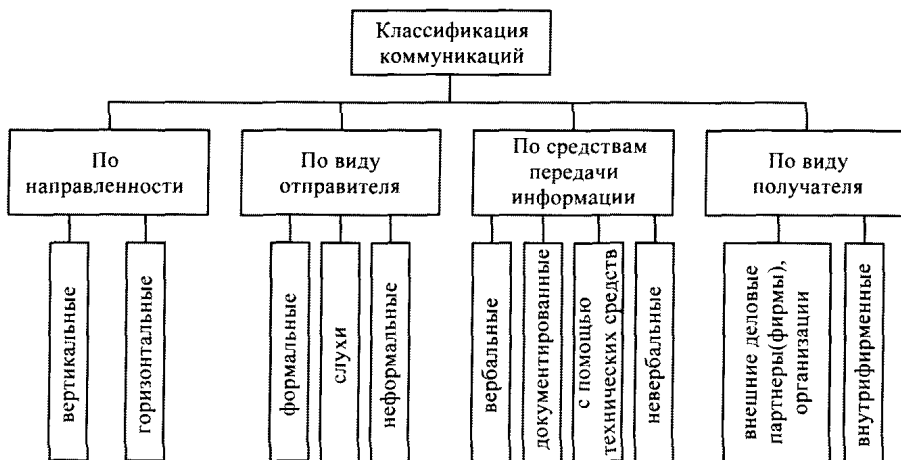 Классификация
коммуникаций
По
направленности
По виду
отправителя
По средствам
передачи
информации
По виду
получателя
вертикальные
горизонтальные
формальные
слухи
неформальные
вербальные
документированные
с помощью
технических средств
невербальные
внешние деловые
партнеры(фирмы),
организации
внутрифирменные